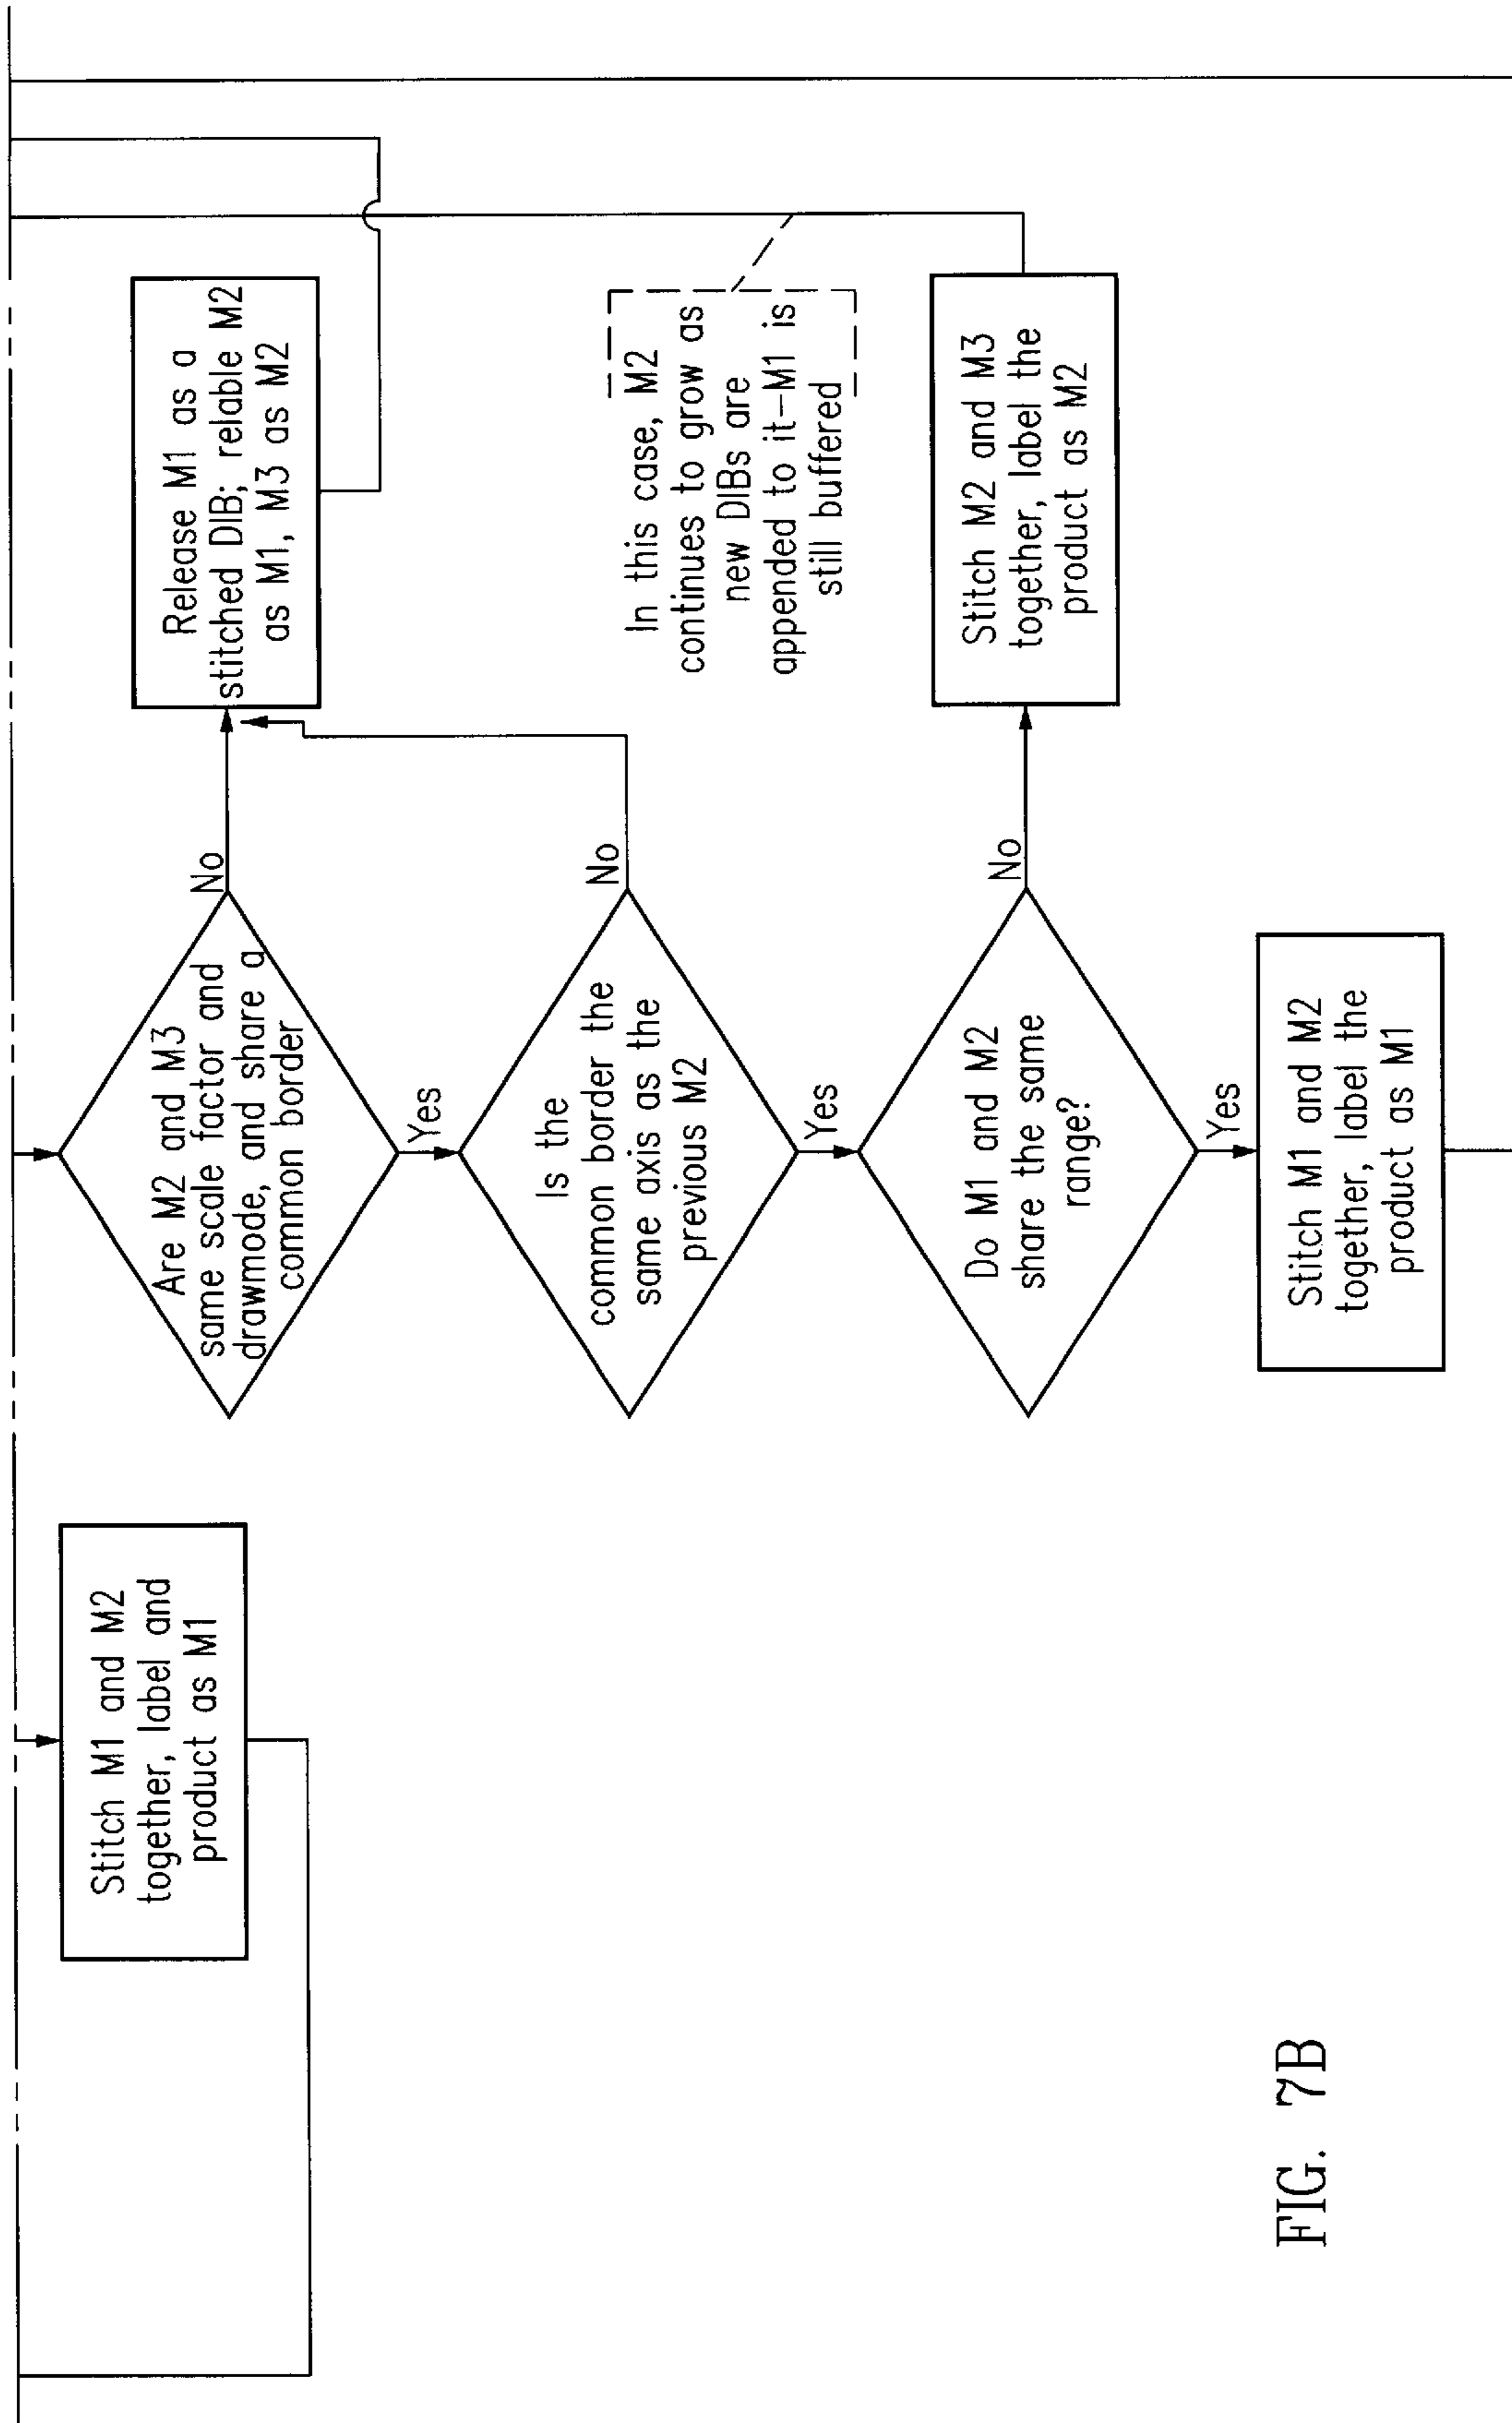 Stitch M1 and M2
together, label and
product as M1
Are M2 and M3
same scale factor and
drawmode, and share a
common border
No
Release M1 as a
stitched DIB; relable M2
as M1, M3 as M2
Yes
Is the
common border the
same axis as the
previous M2
No
In this case, M2
continues to grow as
new DIBs are
appended to it-M1 is
still buffered
Yes
Do M1 and M2
share the same
range?
No
Stitch M2 and M3
together, label the
product as M2
Yes
Stitch M1 and M2
together, label the
product as M1
FIG. 7B